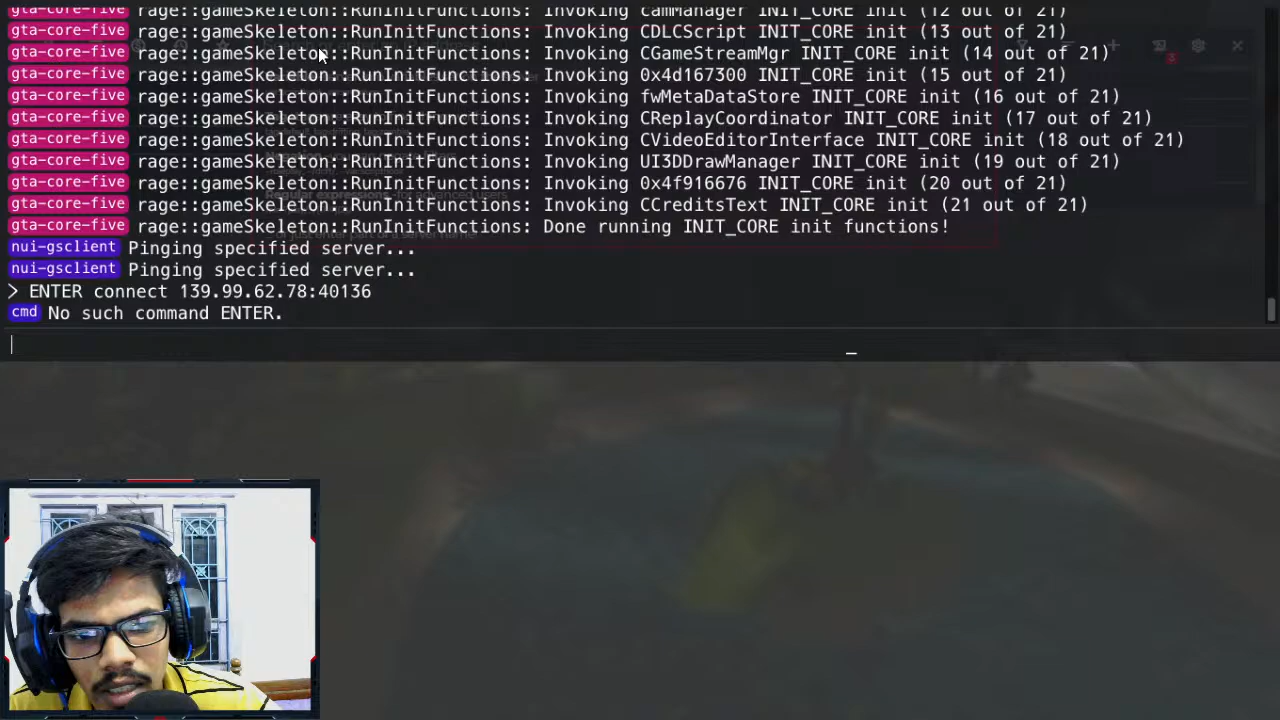 gta-core-five rage::gameSkeleton::RunInitFunctions: Invoking camManager INIT_CORE init (12 out of 21)
gta-core-five rage::gameSkeleton::RunInitFunctions: Invoking CDLCScript INIT_CORE init (13 out of 21)
gta-core-five rage::gameSkeleton::RunInitFunctions: Invoking CGameStreamMgr INIT_CORE init (14 out of 21)
gta-core-five rage::gameSkeleton::RunInitFunctions: Invoking 0x4d167300 INIT_CORE init (15 out of 21)
gta-core-five rage::gameSkeleton::RunInitFunctions: Invoking fwMetaDataStore INIT_CORE init (16 out of 21)
gta-core-five rage::gameSkeleton::RunInitFunctions: Invoking CReplayCoordinator INIT_CORE init (17 out of 21)
gta-core-five rage::gameSkeleton::RunInitFunctions: Invoking CVideoEditorInterface INIT_CORE init (18 out of 21)
gta-core-five rage::gameSkeleton::RunInitFunctions: Invoking UI3DDrawManager INIT_CORE init (19 out of 21)
gta-core-five rage::gameSkeleton::RunInitFunctions: Invoking 0x4f916676 INIT_CORE init (20 out of 21)
gta-core-five rage::gameSkeleton::RunInitFunctions: Invoking CCreditsText INIT_CORE init (21 out of 21)
gta-core-five rage::gameSkeleton::RunInitFunctions: Done running INIT_CORE init functions!
nui-gsclient Pinging specified server...
nui-gsclient Pinging specified server...
> ENTER connect 139.99.62.78:40136
cmd No such command ENTER.